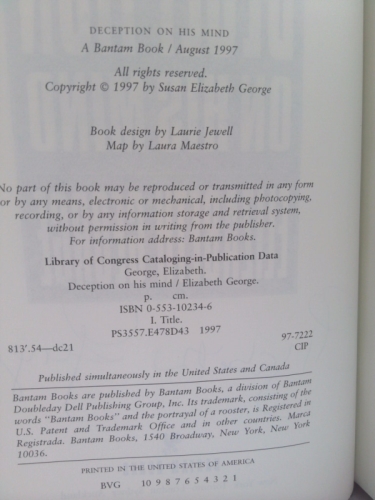 DECEPTION ON HIS MIND
A Bantam Book / August 1997
All rights reserved.
Copyright © 1997 by Susan Elizabeth George
Book design by Laurie Jewell
Map by Laura Maestro
No part of this book may be reproduced or transmitted in any form
or by any means, electronic or mechanical, including photocopying,
recording, or by any information storage and retrieval system,
without permission in writing from the publisher.
For information address: Bantam Books.
Library of Congress Cataloging-in-Publication Data
George, Elizabeth.
Deception on his mind / Elizabeth George.
p. cm.
ISBN 0-553-10234-6
I. Title.
PS3557.E478D43 1997
813'.54—dc21 97-7222
CIP
Published simultaneously in the United States and Canada
Bantam Books are published by Bantam Books, a division of Bantam
Doubleday Dell Publishing Group, Inc. Its trademark, consisting of the
words "Bantam Books" and the portrayal of a rooster, is Registered in
U.S. Patent and Trademark Office and in other countries. Marca
Registrada. Bantam Books, 1540 Broadway, New York, New York
10036.
PRINTED IN THE UNITED STATES OF AMERICA
BVG 10 9 8 7 6 5 4 3 2 1